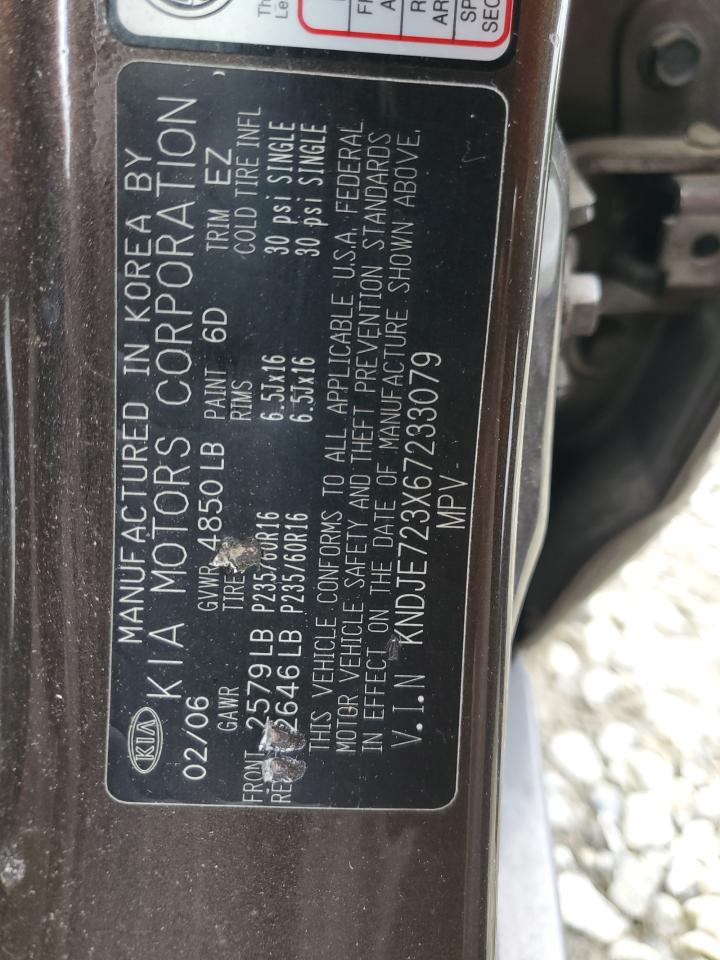 MANUFACTURED IN KOREA BY
KIA KIA MOTORS CORPORATION
02/06 GVWR 4850 LB PAINT 6D TRIM EZ
GAWR TIRE RIMS COLD TIRE INFL
FRONT 2579 LB P235/60R16 6.5Jx16 30 psi SINGLE
2646 LB P235/60R16 6.5Jx16 30 psi SINGLE
THIS VEHICLE CONFORMS TO ALL APPLICABLE U.S.A. FEDERAL
MOTOR VEHICLE SAFETY AND THEFT PREVENTION STANDARDS
IN EFFECT ON THE DATE OF MANUFACTURE SHOWN ABOVE.
V.I.N KNDJE723X67233079
MPV